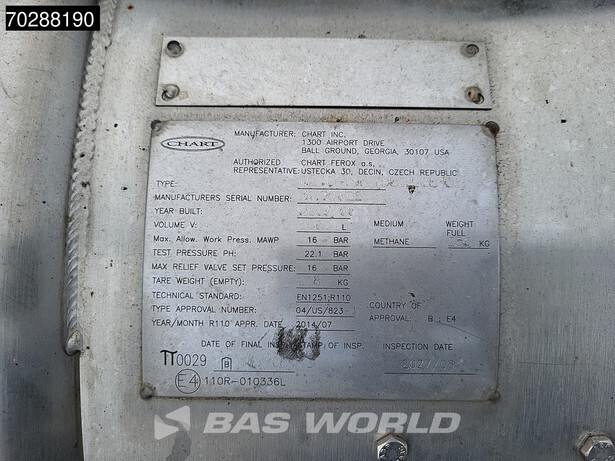 70288190
MANUFACTURER: CHART INC.
1300 AIRPORT DRIVE
BALL GROUND, GEORGIA, 30107 USA
CHART
AUTHORIZED CHART FEROX a.s,
REPRESENTATIVE: USTECKA 30, DECIN, CZECH REPUBLIC
TYPE:
MANUFACTURERS SERIAL NUMBER:
YEAR BUILT:
VOLUME V: L MEDIUM WEIGHT FULL
Max. Allow. Work Press. MAWP 16 BAR METHANE KG
TEST PRESSURE PH: 22.1 BAR
MAX RELIEF VALVE SET PRESSURE: 16 BAR
TARE WEIGHT (EMPTY): KG
TECHNICAL STANDARD: EN1251;R110
TYPE APPROVAL NUMBER: 04/US/823 COUNTRY OF
YEAR/MONTH R110 APPR. DATE: 2014/07 APPROVAL: B ; E4
DATE OF FINAL INSP. STAMP OF INSP. INSPECTION DATE
π0029
E4 110R-010336L
BAS WORLD